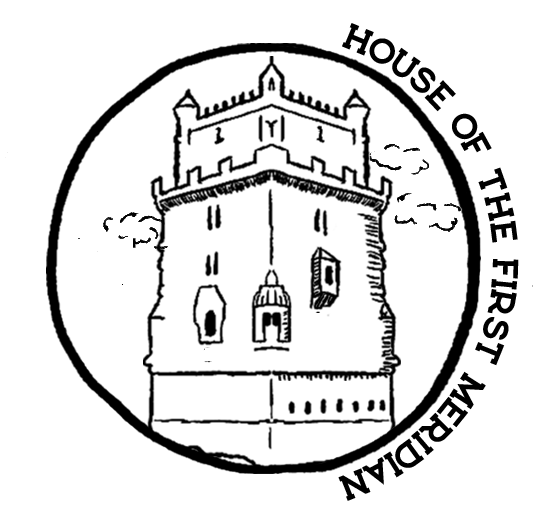 HOUSE OF THE FIRST MERIDIAN